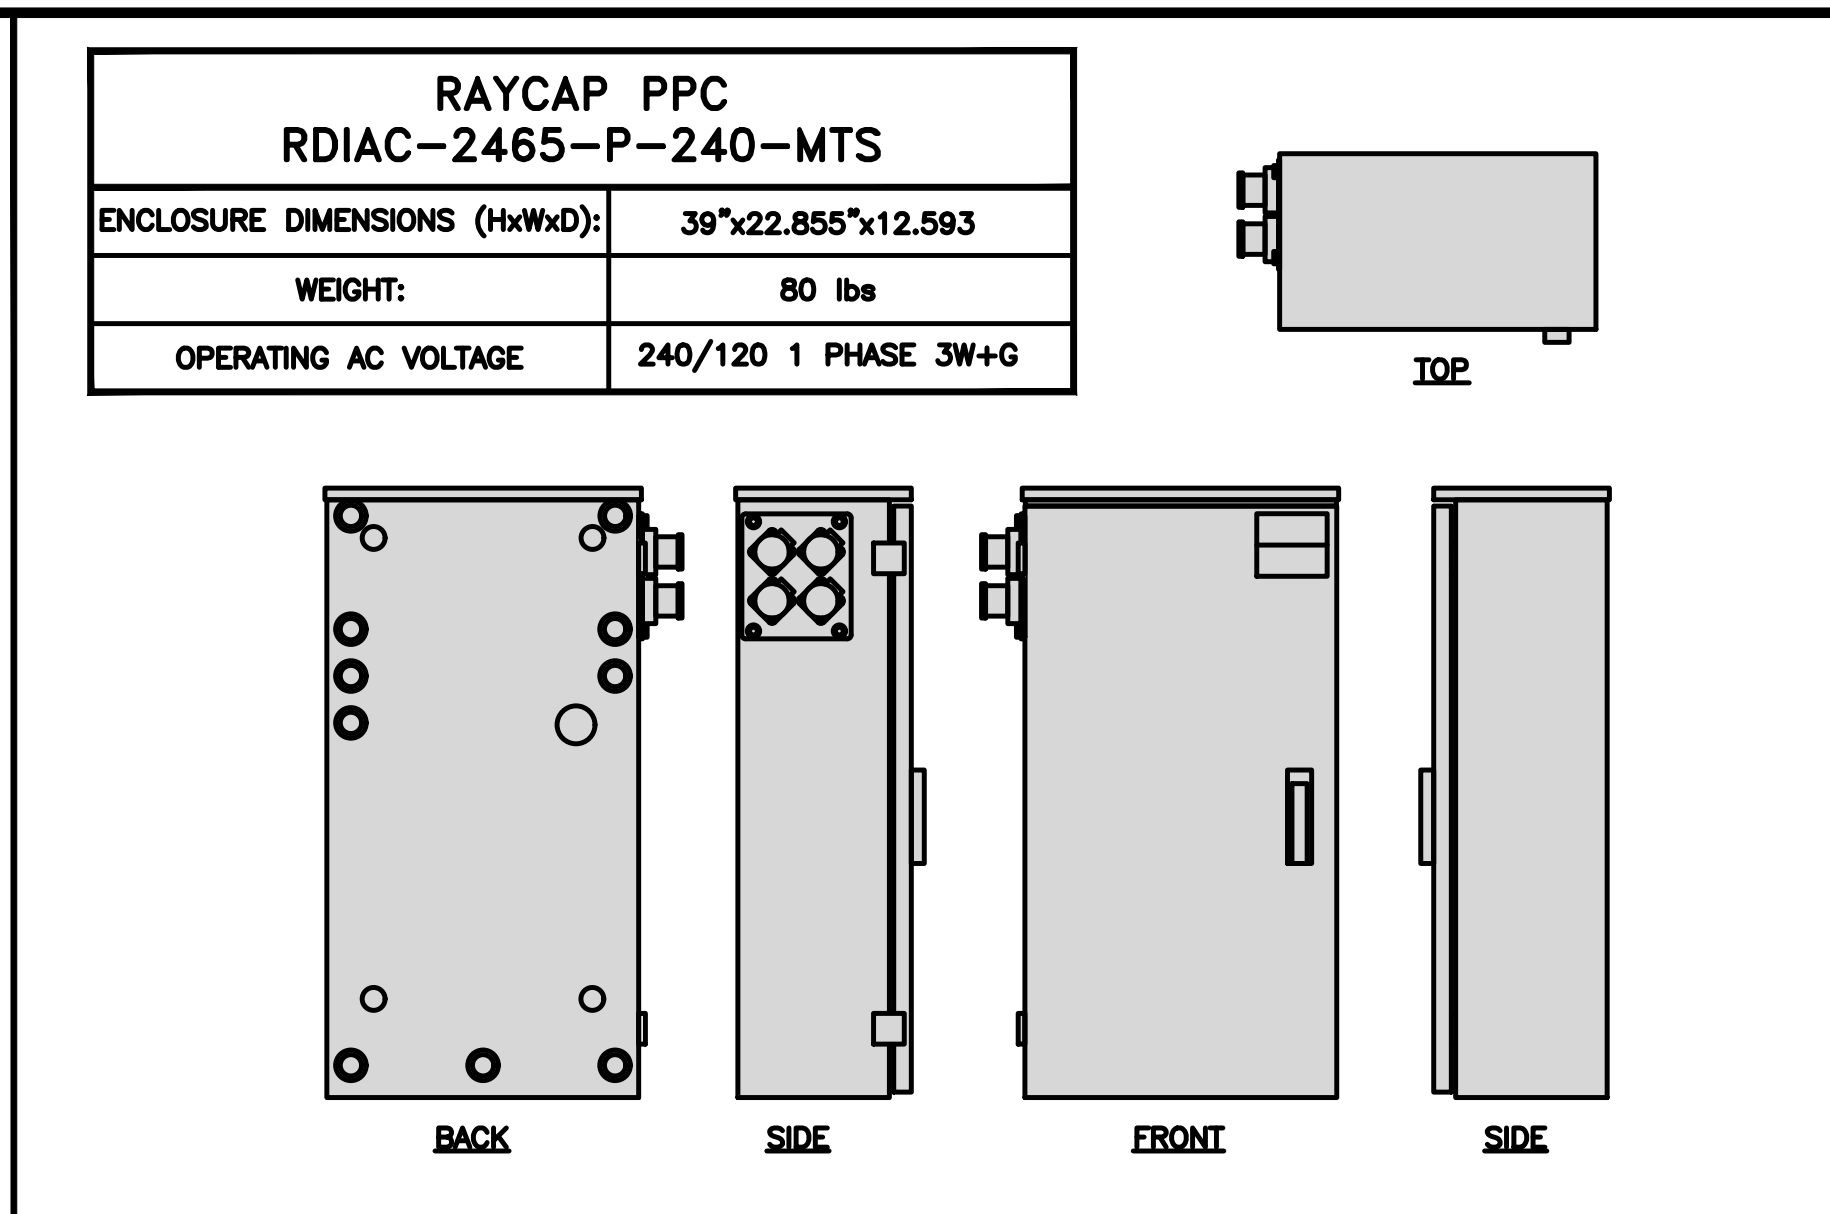 RAYCAP PPC
RDIAC-2465-P-240-MTS
ENCLOSURE DIMENSIONS (HxWxD): 39"x22.855"x12.593
WEIGHT: 80 lbs
OPERATING AC VOLTAGE 240/120 1 PHASE 3W+G
TOP
BACK SIDE FRONT SIDE